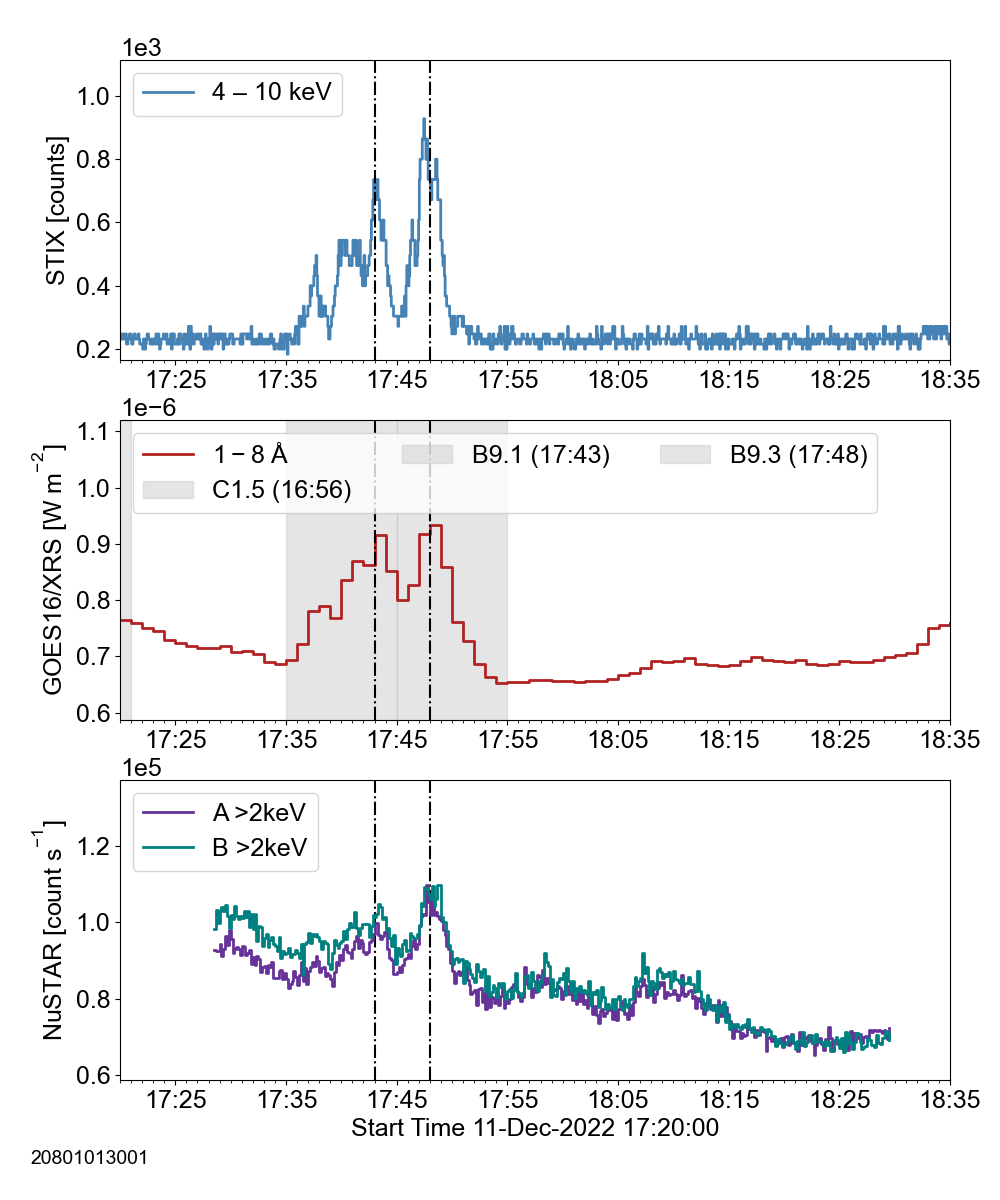 1e3
4 – 10 keV
STIX [counts]
1.0
0.8
0.6
0.4
0.2
17:25 17:35 17:45 17:55 18:05 18:15 18:25 18:35
1e−6
1 – 8 Å B9.1 (17:43) B9.3 (17:48)
C1.5 (16:56)
GOES16/XRS [W m⁻²]
1.1
1.0
0.9
0.8
0.7
0.6
17:25 17:35 17:45 17:55 18:05 18:15 18:25 18:35
1e5
A >2keV
B >2keV
NuSTAR [count s⁻¹]
1.2
1.0
0.8
0.6
17:25 17:35 17:45 17:55 18:05 18:15 18:25 18:35
Start Time 11-Dec-2022 17:20:00
20801013001